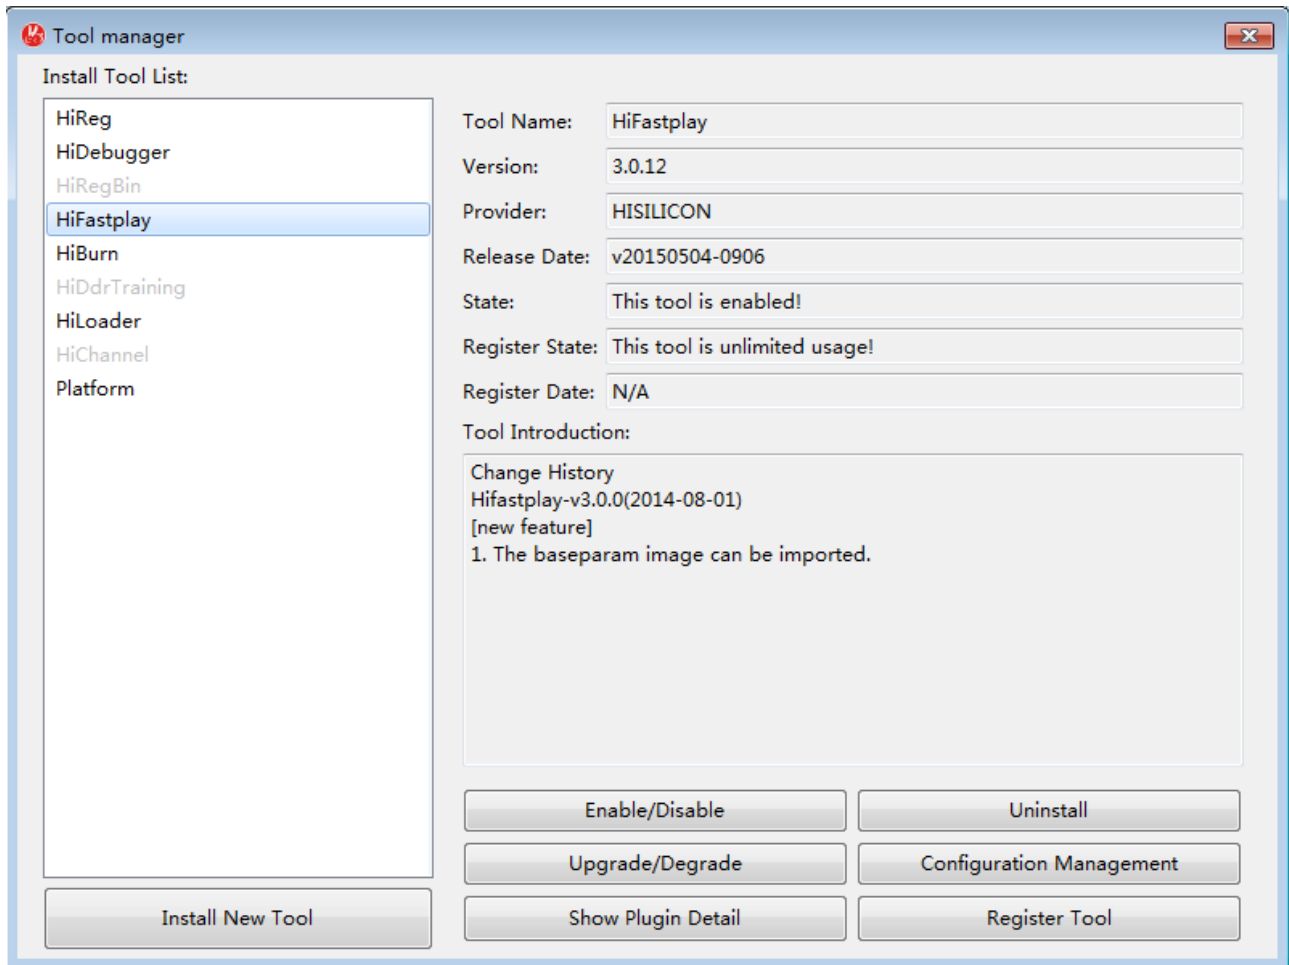 Tool manager
Install Tool List:
HiReg
HiDebugger
HiRegBin
HiFastplay
HiBurn
HiDdrTraining
HiLoader
HiChannel
Platform
Install New Tool
Tool Name: HiFastplay
Version: 3.0.12
Provider: HISILICON
Release Date: v20150504-0906
State: This tool is enabled!
Register State: This tool is unlimited usage!
Register Date: N/A
Tool Introduction:
Change History
Hifastplay-v3.0.0(2014-08-01)
[new feature]
1. The baseparam image can be imported.
Enable/Disable Uninstall
Upgrade/Degrade Configuration Management
Show Plugin Detail Register Tool